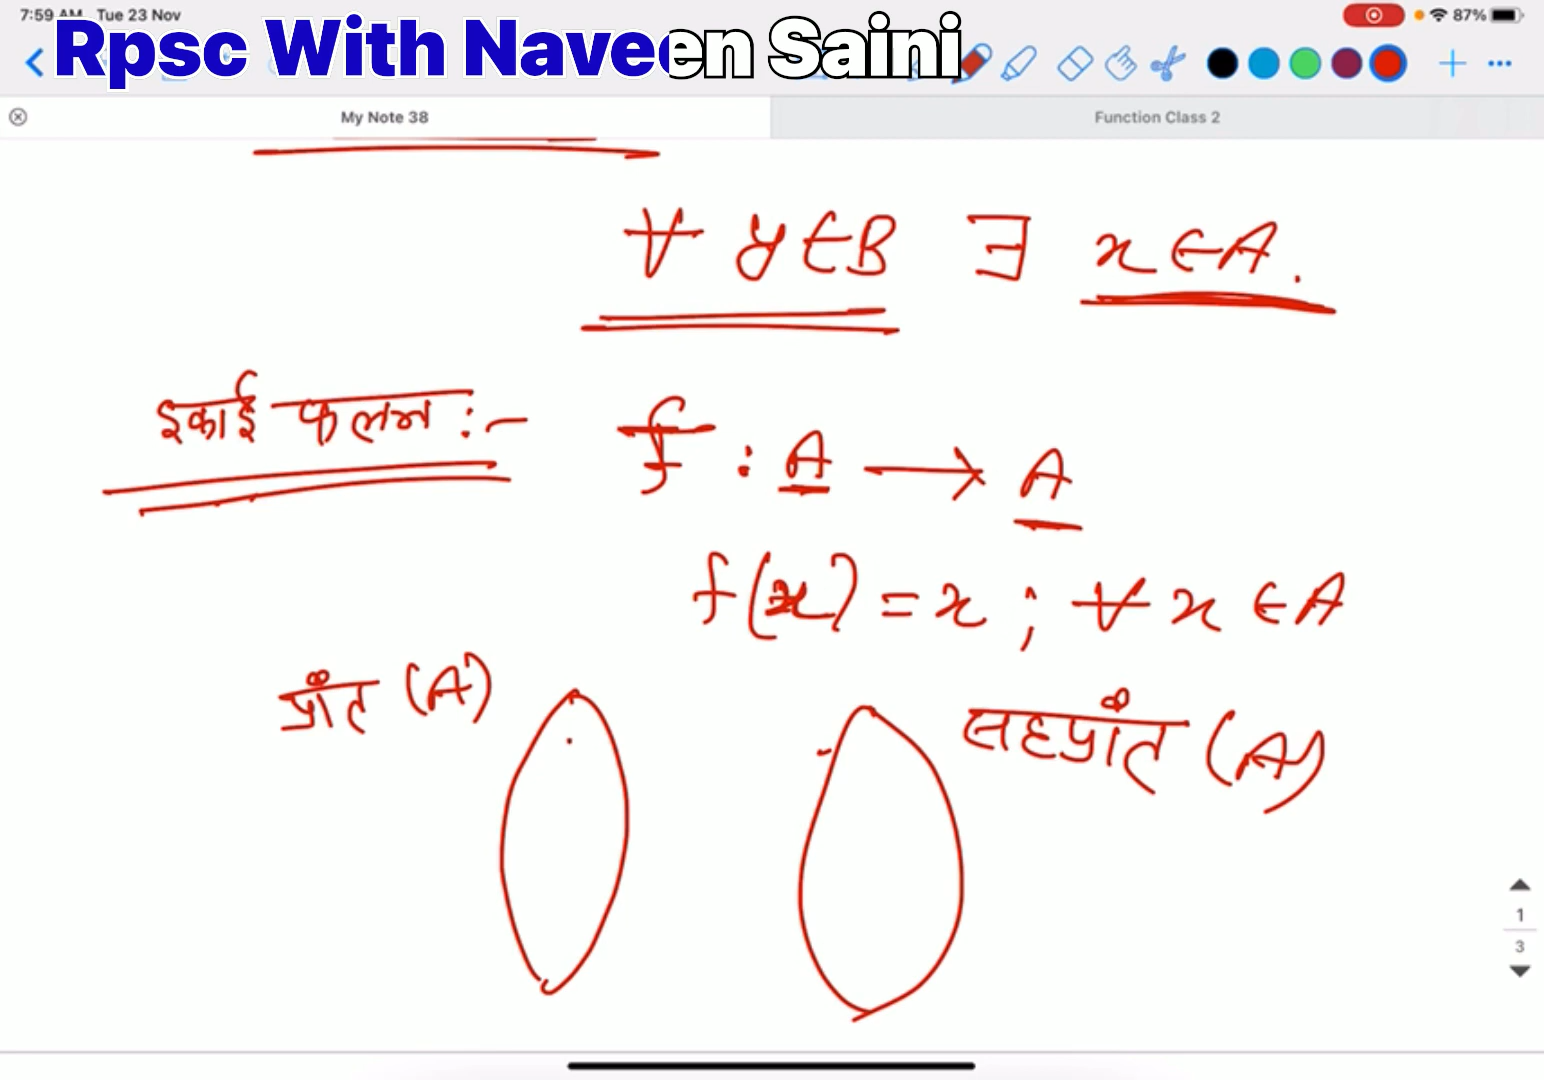 7:59 AM Tue 23 Nov
87%
Rpsc With Naveen Saini
My Note 38
Function Class 2
∀ y ∈ B ∃ x ∈ A.
इकाई फलन :- f : A → A
f(x) = x ; ∀ x ∈ A
प्रांत (A)
सहप्रांत (A)
1
3